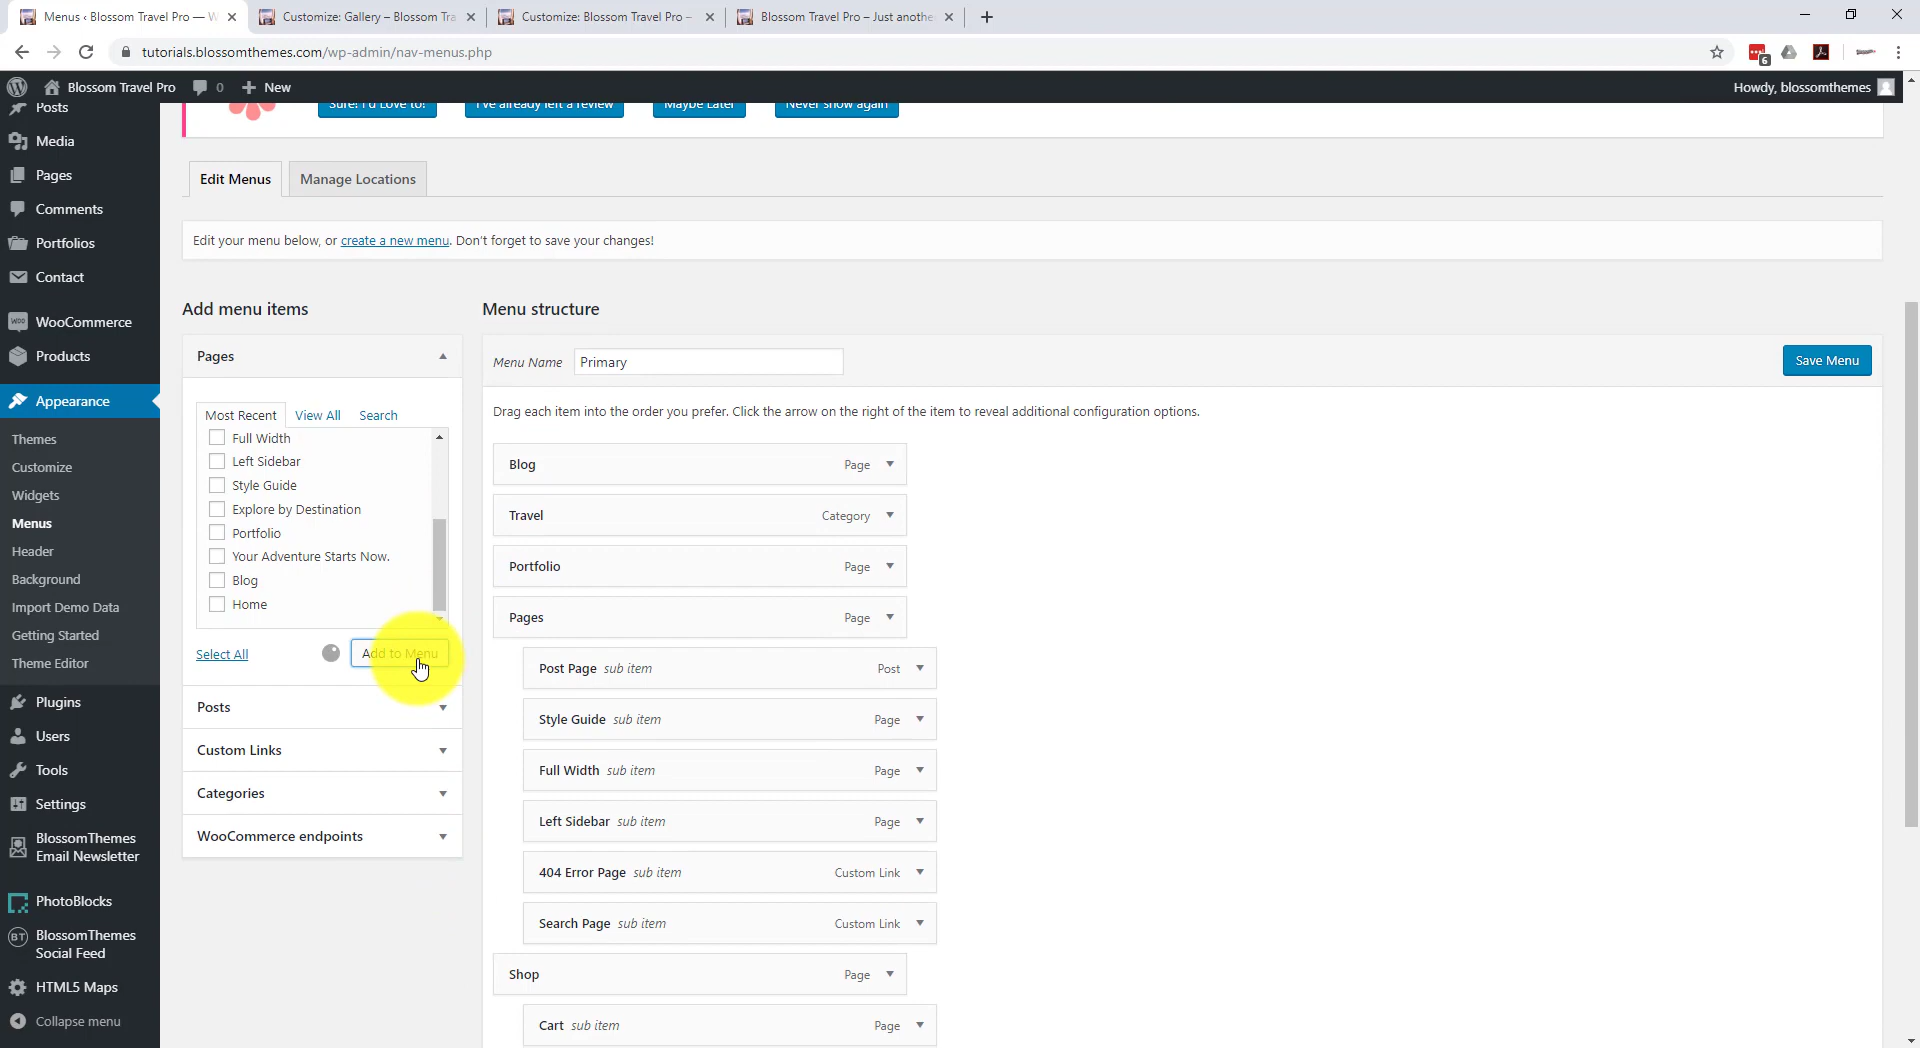 Menus ‹ Blossom Travel Pro — W
Customize: Gallery – Blossom Tra
Customize: Blossom Travel Pro –
Blossom Travel Pro – Just anothe
tutorials.blossomthemes.com/wp-admin/nav-menus.php
6
Blossom Travel Pro
0
New
Howdy, blossomthemes
Posts
Media
Pages
Comments
Portfolios
Contact
WooCommerce
Products
Appearance
Themes
Customize
Widgets
Menus
Header
Background
Import Demo Data
Getting Started
Theme Editor
Plugins
Users
Tools
Settings
BlossomThemes
Email Newsletter
PhotoBlocks
BT
BlossomThemes
Social Feed
HTML5 Maps
Collapse menu
Sure! I'd Love to!
I've already left a review
Maybe Later
Never show again
Edit Menus
Manage Locations
Edit your menu below, or create a new menu. Don't forget to save your changes!
Add menu items
Pages
Most Recent
View All
Search
Full Width
Left Sidebar
Style Guide
Explore by Destination
Portfolio
Your Adventure Starts Now.
Blog
Home
Select All
Add to Menu
Posts
Custom Links
Categories
WooCommerce endpoints
Menu structure
Menu Name
Primary
Save Menu
Drag each item into the order you prefer. Click the arrow on the right of the item to reveal additional configuration options.
Blog Page
Travel Category
Portfolio Page
Pages Page
Post Page sub item Post
Style Guide sub item Page
Full Width sub item Page
Left Sidebar sub item Page
404 Error Page sub item Custom Link
Search Page sub item Custom Link
Shop Page
Cart sub item Page